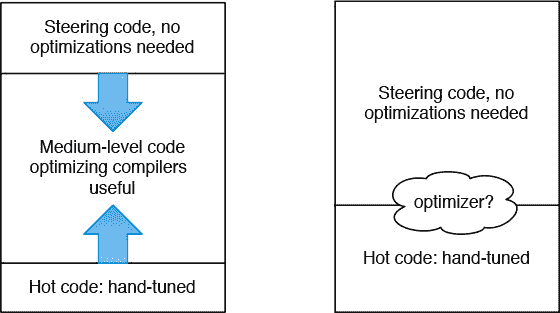 Steering code, no
optimizations needed
Medium-level code
optimizing compilers
useful
Hot code: hand-tuned
Steering code, no
optimizations needed
optimizer?
Hot code: hand-tuned